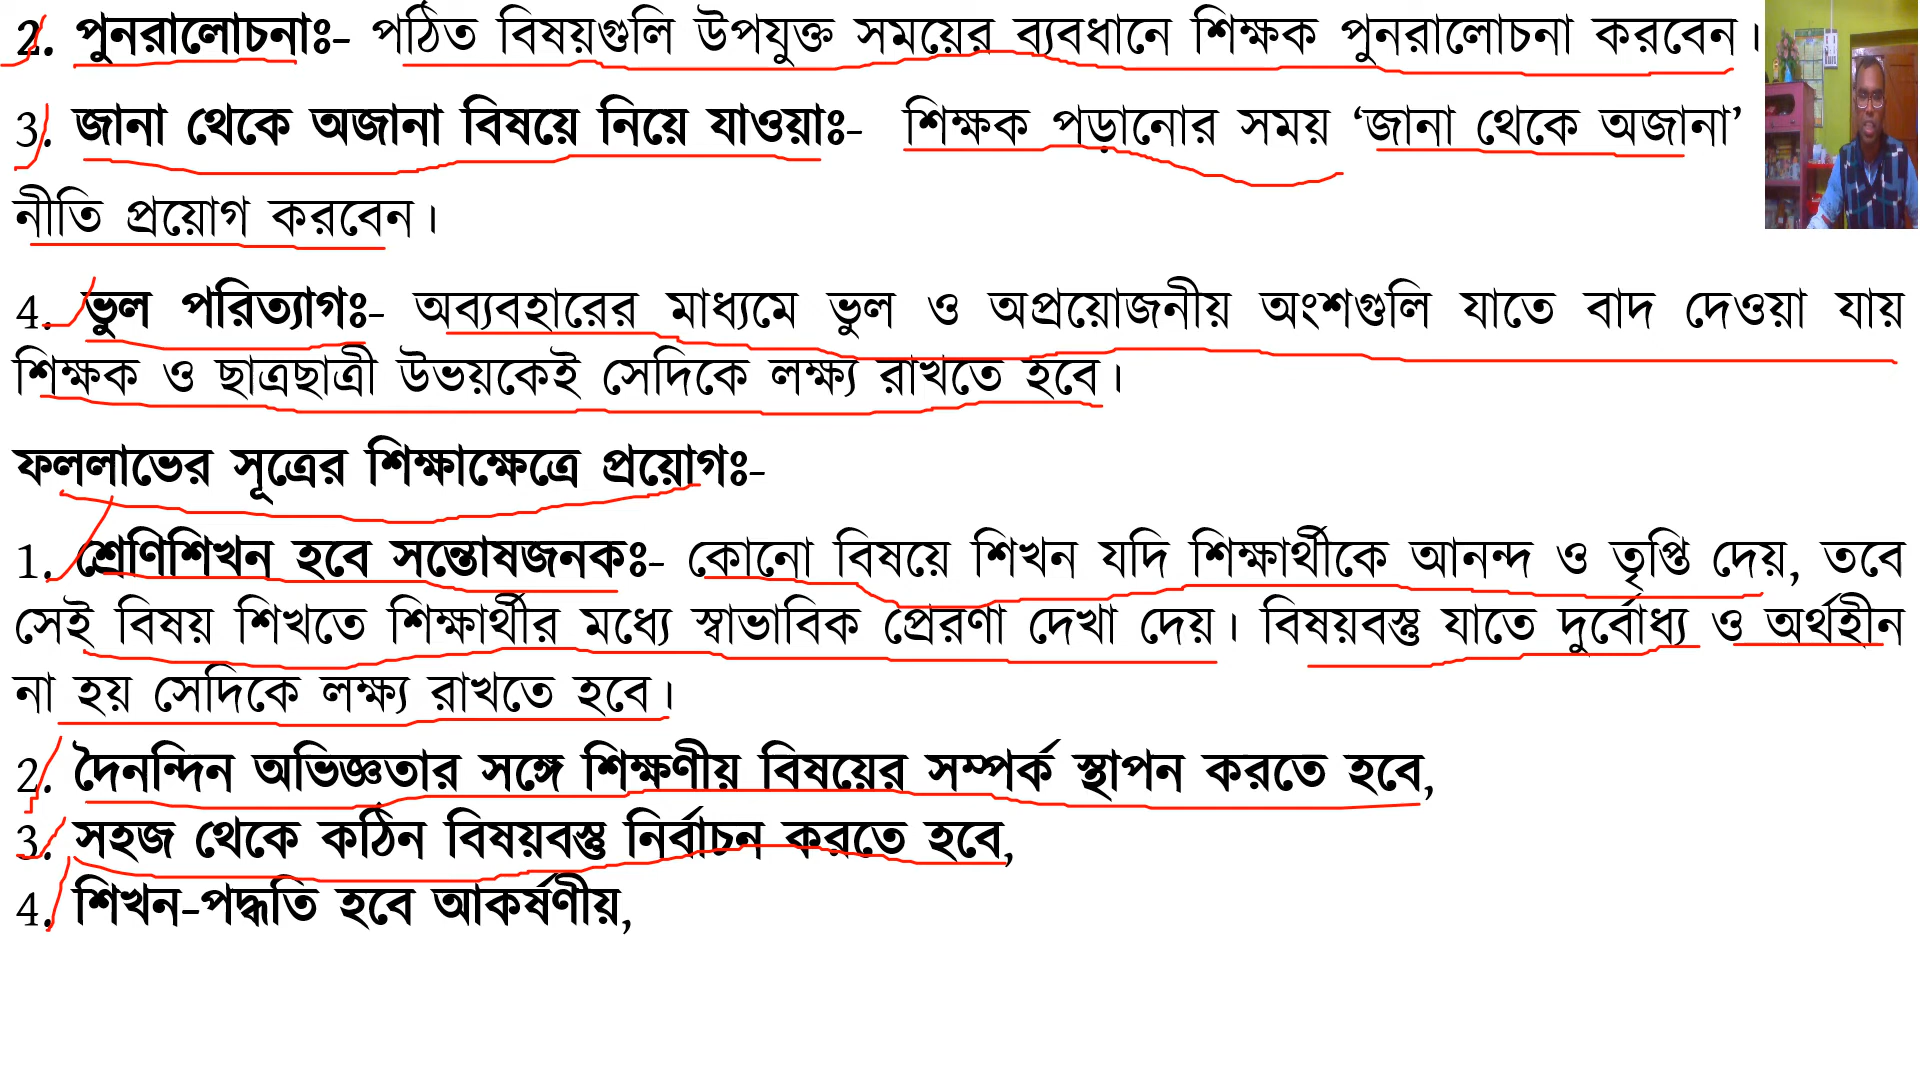 2. পুনরালোচনাঃ- পঠিত বিষয়গুলি উপযুক্ত সময়ের ব্যবধানে শিক্ষক পুনরালোচনা করবেন।
3. জানা থেকে অজানা বিষয়ে নিয়ে যাওয়াঃ- শিক্ষক পড়ানোর সময় ‘জানা থেকে অজানা’
নীতি প্রয়োগ করবেন।
4. ভুল পরিত্যাগঃ- অব্যবহারের মাধ্যমে ভুল ও অপ্রয়োজনীয় অংশগুলি যাতে বাদ দেওয়া যায়
শিক্ষক ও ছাত্রছাত্রী উভয়কেই সেদিকে লক্ষ্য রাখতে হবে।
ফললাভের সূত্রের শিক্ষাক্ষেত্রে প্রয়োগঃ-
1. শ্রেণিশিখন হবে সন্তোষজনকঃ- কোনো বিষয়ে শিখন যদি শিক্ষার্থীকে আনন্দ ও তৃপ্তি দেয়, তবে
সেই বিষয় শিখতে শিক্ষার্থীর মধ্যে স্বাভাবিক প্রেরণা দেখা দেয়। বিষয়বস্তু যাতে দুর্বোধ্য ও অর্থহীন
না হয় সেদিকে লক্ষ্য রাখতে হবে।
2. দৈনন্দিন অভিজ্ঞতার সঙ্গে শিক্ষণীয় বিষয়ের সম্পর্ক স্থাপন করতে হবে,
3. সহজ থেকে কঠিন বিষয়বস্তু নির্বাচন করতে হবে,
4. শিখন-পদ্ধতি হবে আকর্ষণীয়,